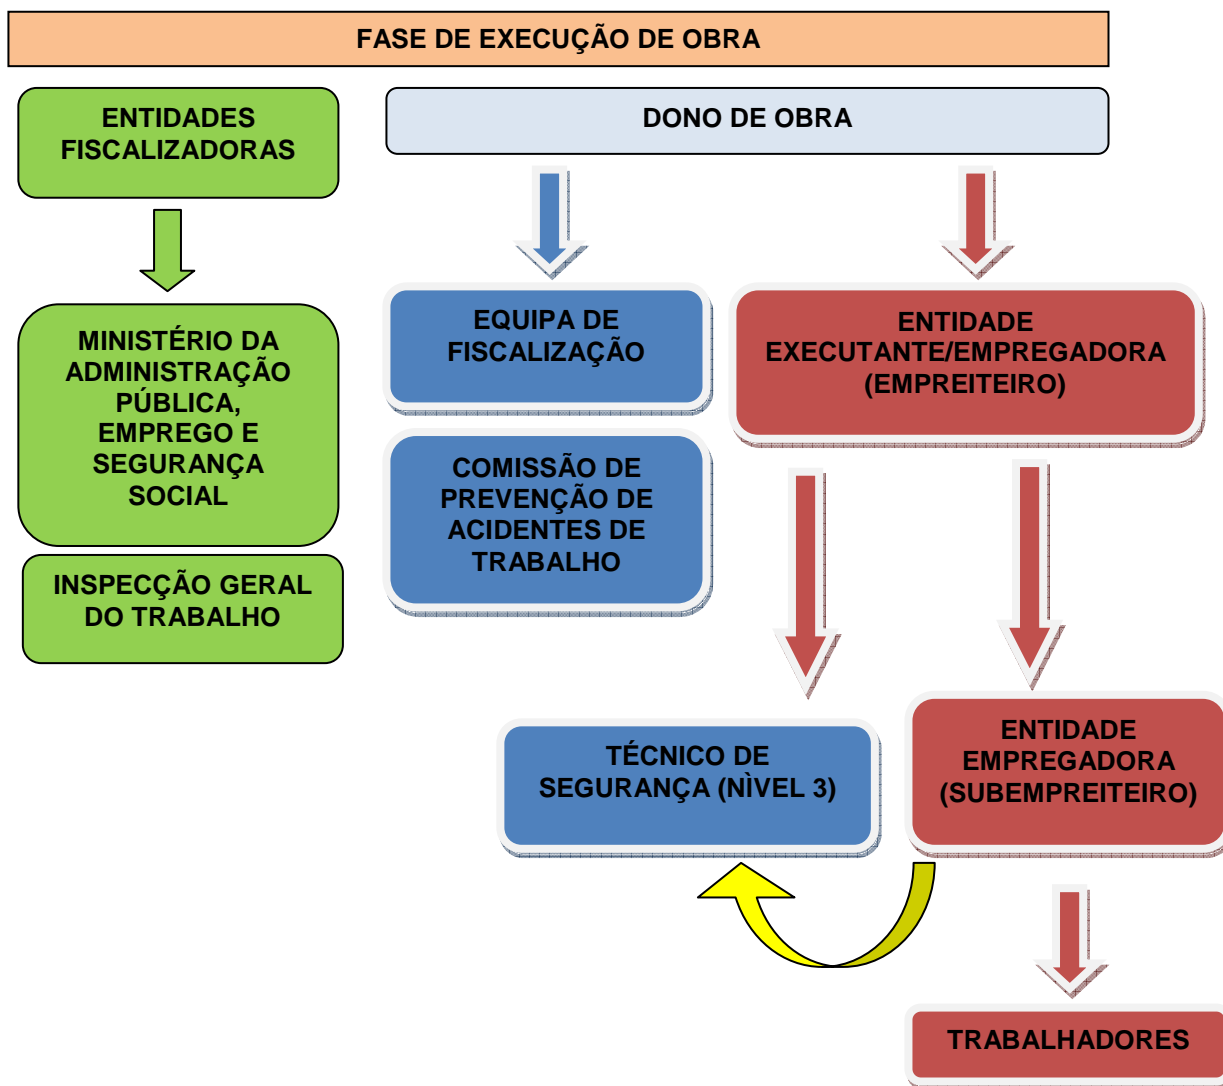 FASE DE EXECUÇÃO DE OBRA
ENTIDADES
FISCALIZADORAS
DONO DE OBRA
MINISTÉRIO DA
ADMINISTRAÇÃO
PÚBLICA,
EMPREGO E
SEGURANÇA
SOCIAL
INSPECÇÃO GERAL
DO TRABALHO
EQUIPA DE
FISCALIZAÇÃO
COMISSÃO DE
PREVENÇÃO DE
ACIDENTES DE
TRABALHO
ENTIDADE
EXECUTANTE/EMPREGADORA
(EMPREITEIRO)
TÉCNICO DE
SEGURANÇA (NÌVEL 3)
ENTIDADE
EMPREGADORA
(SUBEMPREITEIRO)
TRABALHADORES